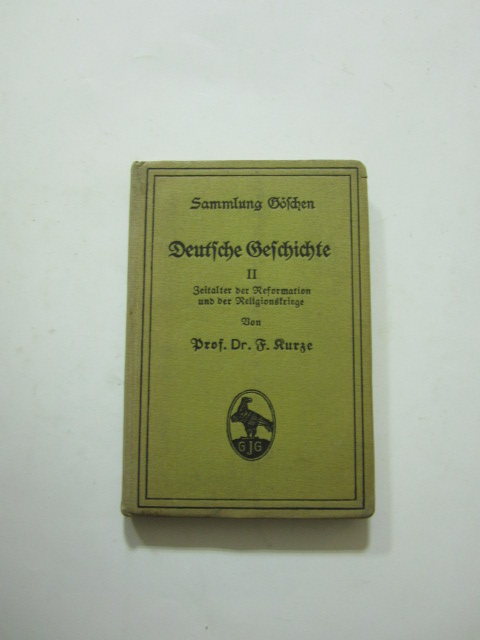 Sammlung Göschen
Deutsche Geschichte
II
Zeitalter der Reformation
und der Religionskriege
Von
Prof. Dr. F. Kurze
GJG